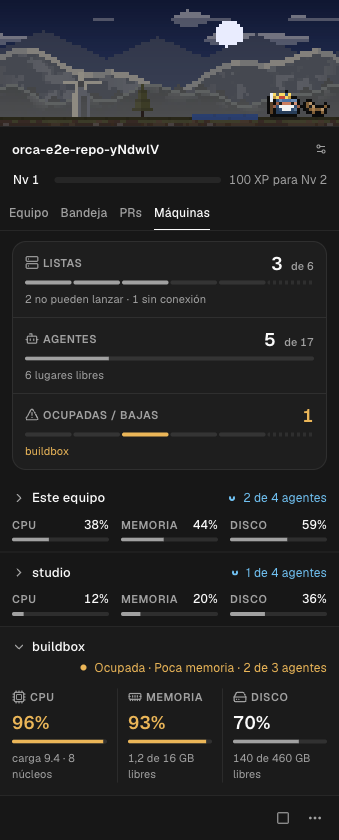 orca-e2e-repo-yNdwlV
Nv 1 100 XP para Nv 2
Equipo Bandeja PRs Máquinas
LISTAS 3 de 6
2 no pueden lanzar · 1 sin conexión
AGENTES 5 de 17
6 lugares libres
OCUPADAS / BAJAS 1
buildbox
Este equipo 2 de 4 agentes
CPU 38% MEMORIA 44% DISCO 59%
studio 1 de 4 agentes
CPU 12% MEMORIA 20% DISCO 36%
buildbox
Ocupada · Poca memoria · 2 de 3 agentes
CPU MEMORIA DISCO
96% 93% 70%
carga 9.4 · 8 1,2 de 16 GB 140 de 460 GB
núcleos libres libres